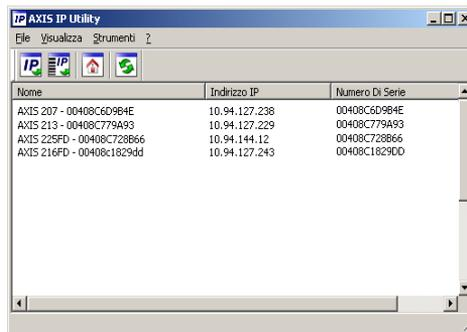 IP AXIS IP Utility
File Visualizza Strumenti ?
IP IP
Nome Indirizzo IP Numero Di Serie
AXIS 207 - 00408C6D9B4E 10.94.127.238 00408C6D9B4E
AXIS 213 - 00408C779A93 10.94.127.229 00408C779A93
AXIS 225FD - 00408C728B66 10.94.144.12 00408C728B66
AXIS 216FD - 00408c1829dd 10.94.127.243 00408C1829DD